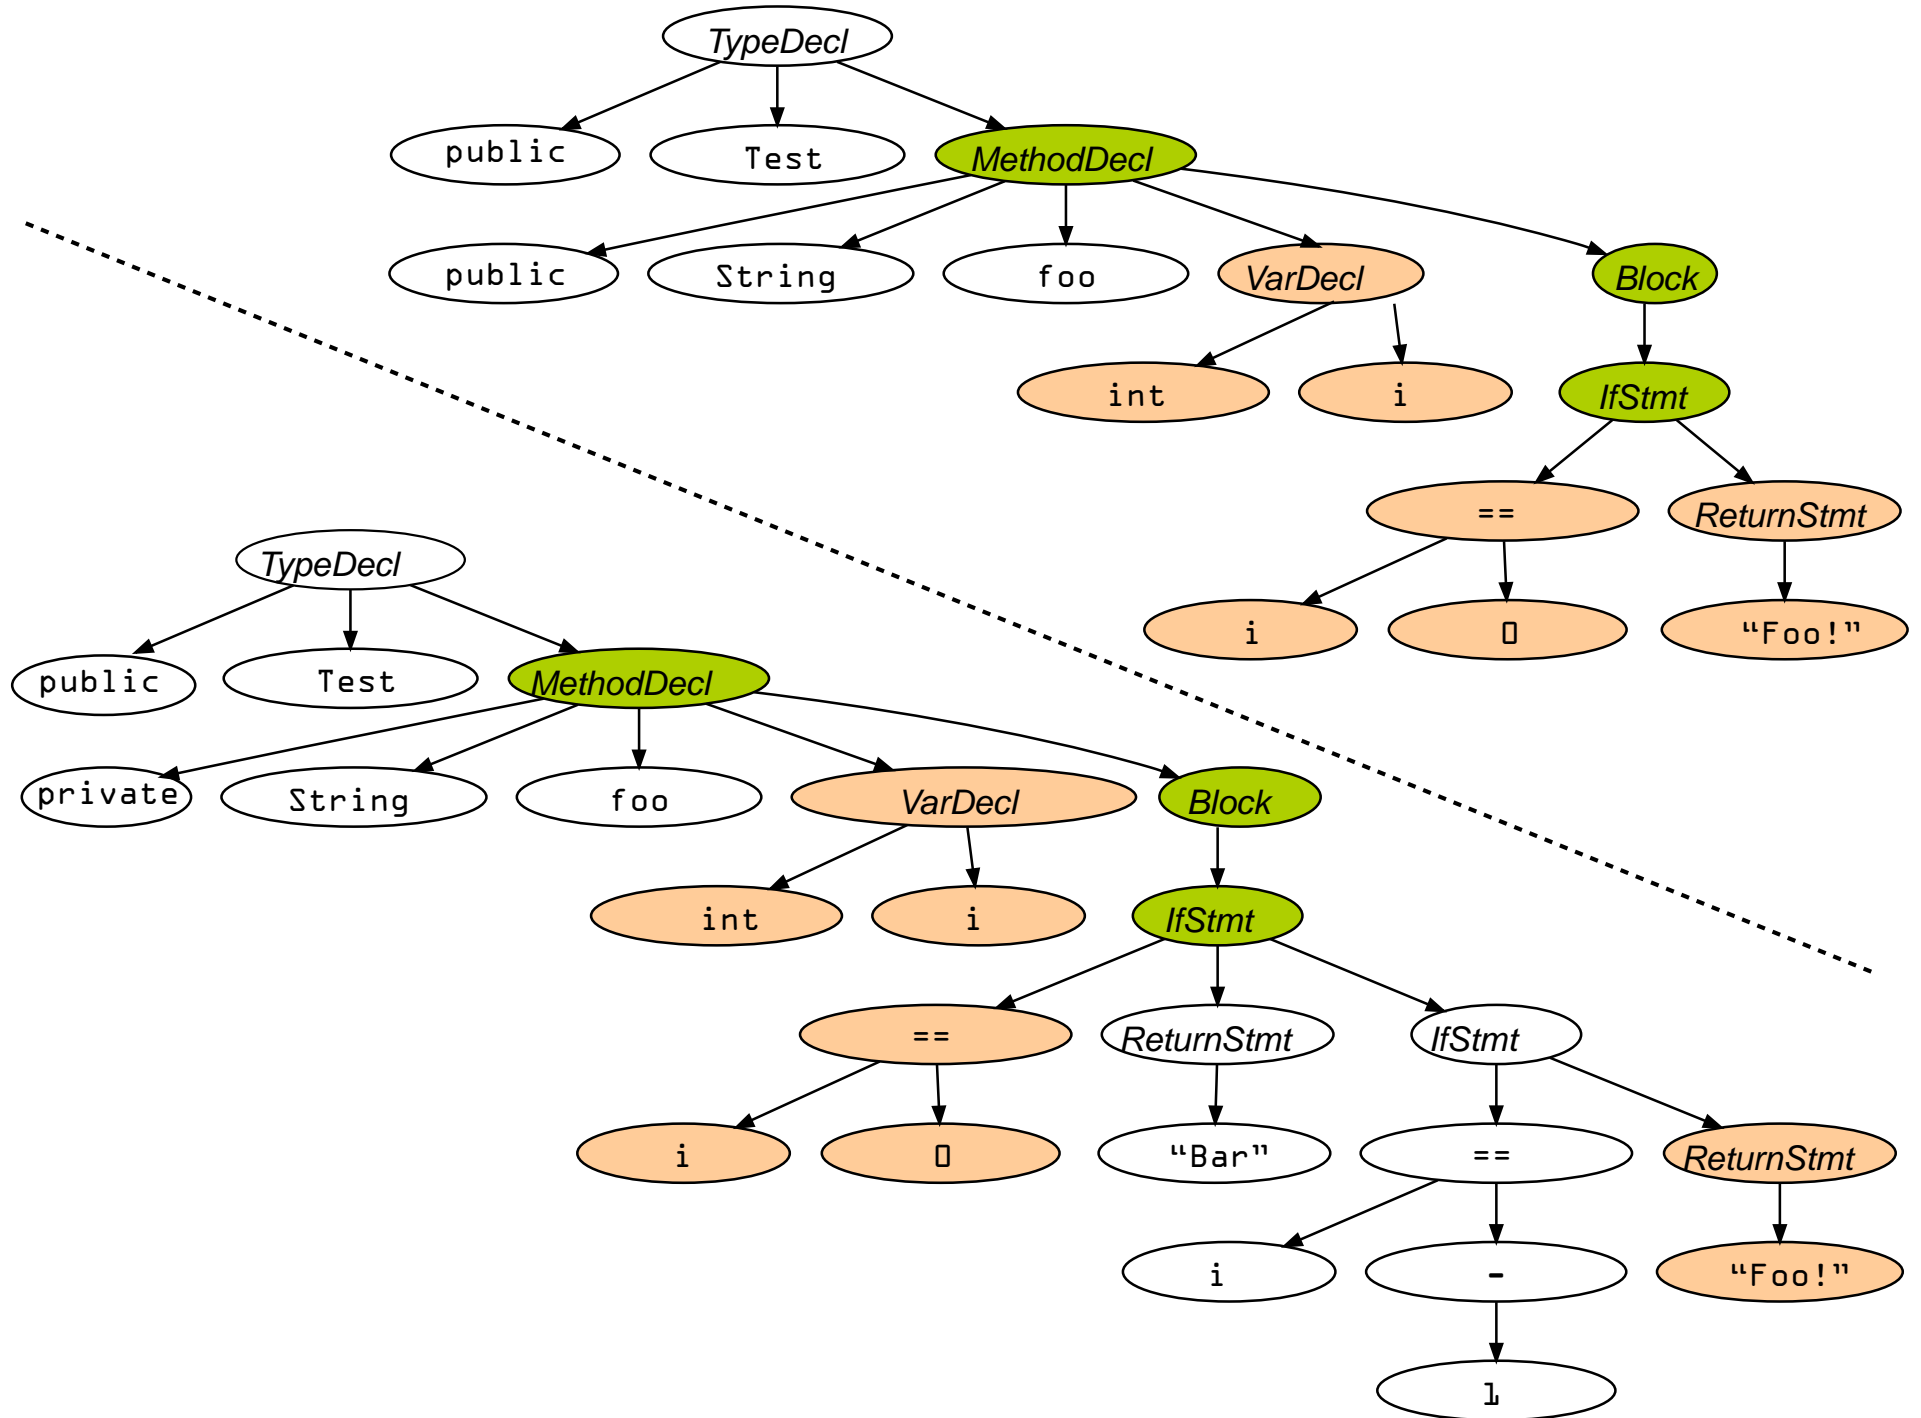 TypeDecl
public
Test
MethodDecl
public
String
foo
VarDecl
Block
int
i
IfStmt
==
ReturnStmt
i
0
“Foo!”
TypeDecl
public
Test
MethodDecl
private
String
foo
VarDecl
Block
int
i
IfStmt
==
ReturnStmt
IfStmt
i
0
“Bar”
==
ReturnStmt
i
-
“Foo!”
1